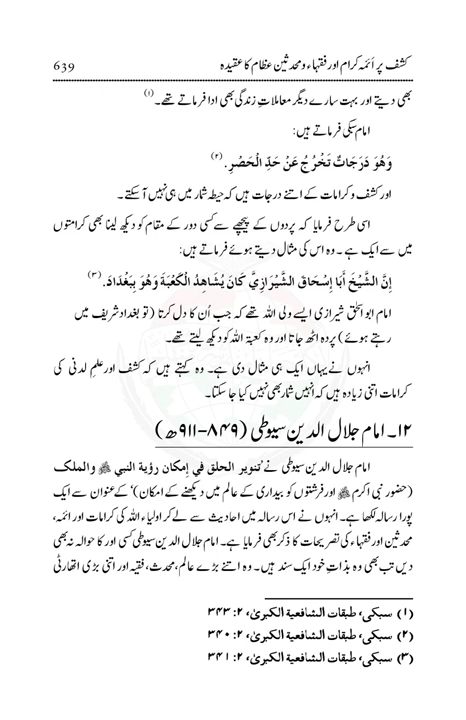 کشف پر اَئمہ کرام اور فقہاء و محدثین عظام کا عقیدہ 639
بھی دیتے اور بہت سارے دیگر معاملاتِ زندگی بھی ادا فرماتے تھے۔(۱)
امام سبکی فرماتے ہیں:
وَهُوَ دَرَجَاتٌ تَخْرُجُ عَنْ حَدِّ الْحَصْرِ. (۲)
اور کشف و کرامات کے اتنے درجات ہیں کہ حیطہ شمار میں ہی نہیں آ سکتے۔
اسی طرح فرمایا کہ پردوں کے پیچھے سے کسی دور کے مقام کو دیکھ لینا بھی کرامتوں
میں سے ایک ہے۔ وہ اس کی مثال دیتے ہوئے فرماتے ہیں:
إِنَّ الشَّيْخَ أَبَا إِسْحَاقَ الشِّيْرَازِيَّ كَانَ يُشَاهِدُ الْكَعْبَةَ وَهُوَ بِبَغْدَادَ. (۳)
امام ابو اسحٰق شیرازی ایسے ولی اللہ تھے کہ جب اُن کا دل کرتا (تو بغداد شریف میں
رہتے ہوئے) پردہ اٹھ جاتا اور وہ کعبۃ اللہ کو دیکھ لیتے تھے۔
انہوں نے یہاں ایک ہی مثال دی ہے۔ وہ کہتے ہیں کہ کشف اور علمِ لدنی کی
کرامات اتنی زیادہ ہیں کہ اُنہیں شمار بھی نہیں کیا جا سکتا۔
۱۲۔ امام جلال الدین سیوطی (۸۴۹-۹۱۱ھ)
امام جلال الدین سیوطی نے ’تنویر الحلق في إمكان رؤية النبي ﷺ والملک
(حضور نبی اکرم ﷺ اور فرشتوں کو بیداری کے عالم میں دیکھنے کے امکان)‘ کے عنوان سے ایک
پورا رسالہ لکھا ہے۔ انہوں نے اس رسالہ میں احادیث سے لے کر اولیاء اللہ کی کرامات اور ائمہ،
محدثین اور فقہاء کی تصریحات کا ذکر بھی فرمایا ہے۔ امام جلال الدین سیوطی کسی اور کا حوالہ نہ بھی
دیں تب بھی وہ بذاتِ خود ایک سند ہیں۔ وہ اتنے بڑے عالم، محدث، فقیہ اور اتنی بڑی اتھارٹی
(۱) سبکی، طبقات الشافعیۃ الکبریٰ، ۲: ۳۴۳
(۲) سبکی، طبقات الشافعیۃ الکبریٰ، ۲: ۳۴۰
(۳) سبکی، طبقات الشافعیۃ الکبریٰ، ۲: ۳۴۱